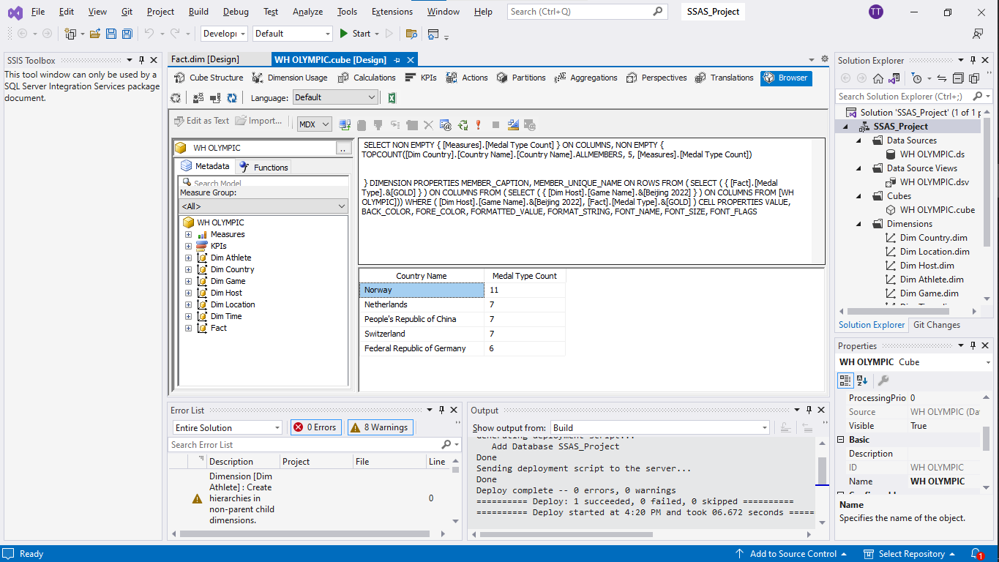 File Edit View Git Project Build Debug Test Analyze Tools Extensions Window Help Search (Ctrl+Q) SSAS_Project TT
Developı Default Start
SSIS Toolbox
This tool window can only be used by a
SQL Server Integration Services package
document.
Fact.dim [Design] WH OLYMPIC.cube [Design]
Cube Structure Dimension Usage Calculations KPIs Actions Partitions Aggregations Perspectives Translations Browser
Language: Default
Edit as Text Import... MDX
WH OLYMPIC ..
Metadata Functions
Search Model
Measure Group:
<All>
WH OLYMPIC
Measures
KPIs
Dim Athlete
Dim Country
Dim Game
Dim Host
Dim Location
Dim Time
Fact
SELECT NON EMPTY { [Measures].[Medal Type Count] } ON COLUMNS, NON EMPTY {
TOPCOUNT([Dim Country].[Country Name].[Country Name].ALLMEMBERS, 5, [Measures].[Medal Type Count])
} DIMENSION PROPERTIES MEMBER_CAPTION, MEMBER_UNIQUE_NAME ON ROWS FROM ( SELECT ( { [Fact].[Medal
Type].&[GOLD] } ) ON COLUMNS FROM ( SELECT ( { [Dim Host].[Game Name].&[Beijing 2022] } ) ON COLUMNS FROM [WH
OLYMPIC])) WHERE ( [Dim Host].[Game Name].&[Beijing 2022], [Fact].[Medal Type].&[GOLD] ) CELL PROPERTIES VALUE,
BACK_COLOR, FORE_COLOR, FORMATTED_VALUE, FORMAT_STRING, FONT_NAME, FONT_SIZE, FONT_FLAGS
Country Name Medal Type Count
Norway 11
Netherlands 7
People's Republic of China 7
Switzerland 7
Federal Republic of Germany 6
Error List
Entire Solution 0 Errors 8 Warnings
Search Error List
Description Project File Line
Dimension [Dim
Athlete] : Create
hierarchies in
non-parent child
dimensions.
0
Output
Show output from: Build
Generating deployment script...
Add Database SSAS_Project
Done
Sending deployment script to the server...
Done
Deploy complete -- 0 errors, 0 warnings
========== Deploy: 1 succeeded, 0 failed, 0 skipped ==========
========== Deploy started at 4:20 PM and took 06.672 seconds =====
Solution Explorer
Search Solution Explorer (Ctrl+;)
Solution 'SSAS_Project' (1 of 1 p
SSAS_Project
Data Sources
WH OLYMPIC.ds
Data Source Views
WH OLYMPIC.dsv
Cubes
WH OLYMPIC.cube
Dimensions
Dim Country.dim
Dim Location.dim
Dim Host.dim
Dim Athlete.dim
Dim Game.dim
Solution Explorer Git Changes
Properties
WH OLYMPIC Cube
ProcessingPrio 0
Source WH OLYMPIC (Da
Visible True
Basic
Description
ID WH OLYMPIC
Name WH OLYMPIC
Name
Specifies the name of the object.
Ready Add to Source Control Select Repository 1